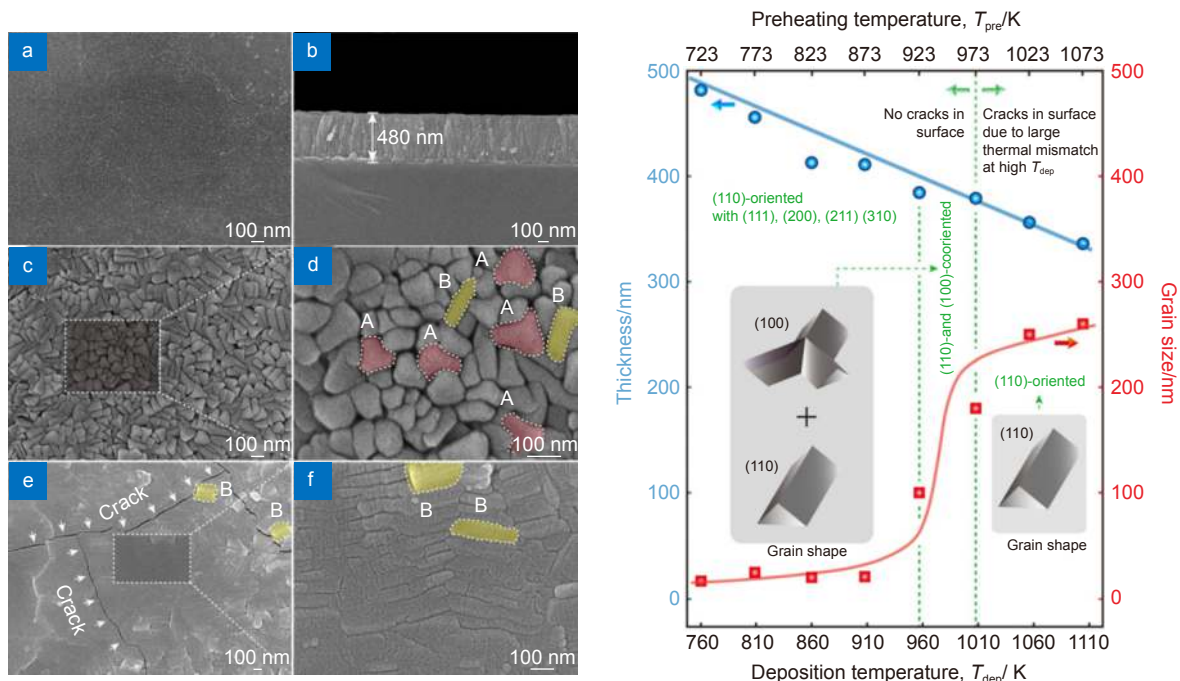 a
b
480 nm
100 nm
100 nm
c
d
A
B
B
A
A
A
A
100 nm
100 nm
e
f
Crack
B
B
Crack
B
B
100 nm
100 nm
Preheating temperature, Tpre/K
723 773 823 873 923 973 1023 1073
500
400
300
200
100
0
Thickness/nm
500
400
300
200
100
0
Grain size/nm
No cracks in
surface
Cracks in surface
due to large
thermal mismatch
at high Tdep
(110)-oriented
with (111), (200), (211) (310)
(110)-and (100)-cooriented
(100)
+
(110)
Grain shape
(110)-oriented
(110)
Grain shape
760 810 860 910 960 1010 1060 1110
Deposition temperature, Tdep/ K